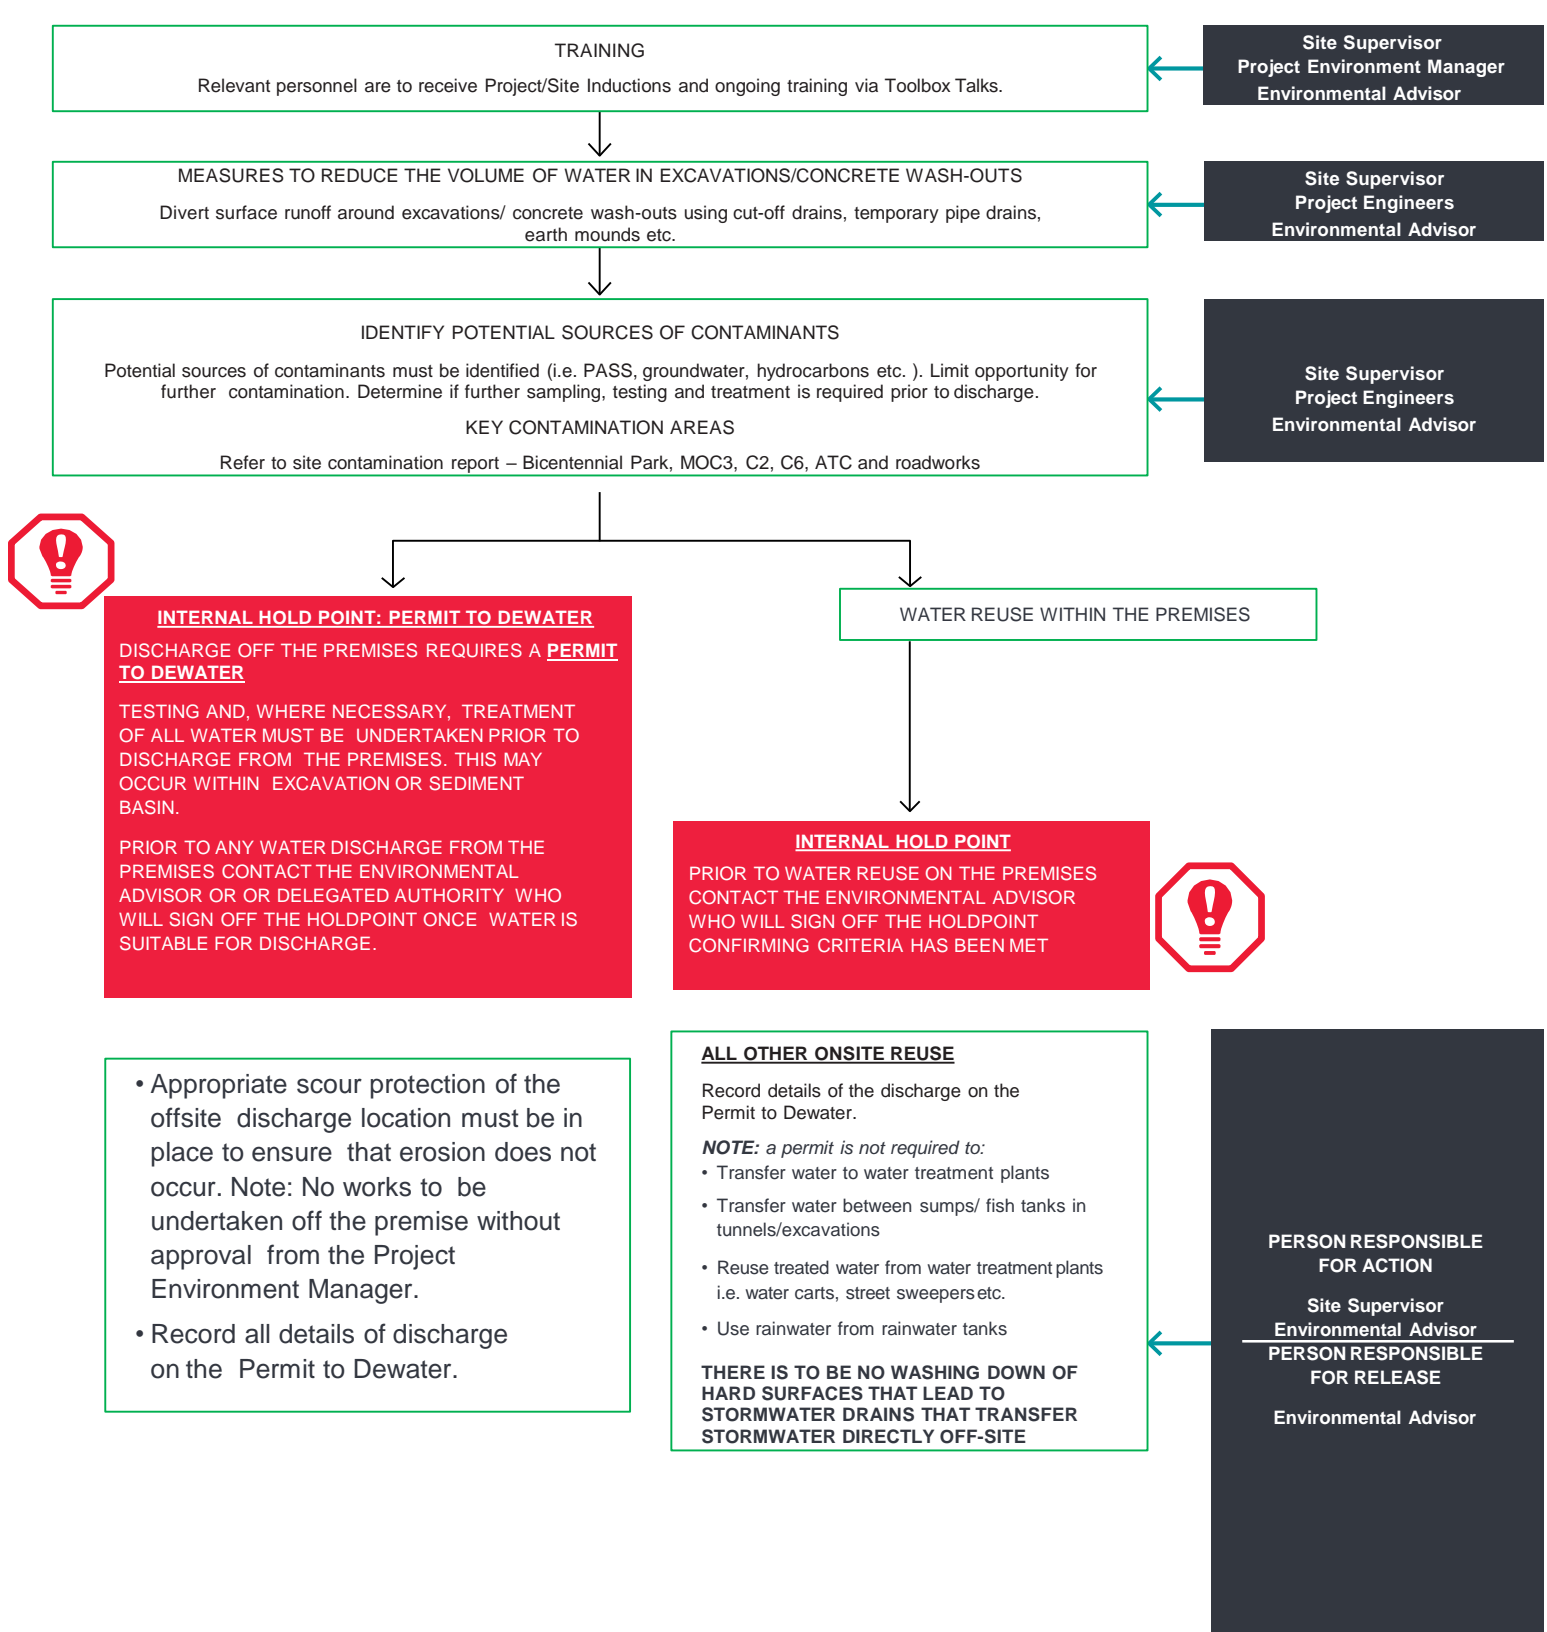 TRAINING
Relevant personnel are to receive Project/Site Inductions and ongoing training via Toolbox Talks.
Site Supervisor
Project Environment Manager
Environmental Advisor
MEASURES TO REDUCE THE VOLUME OF WATER IN EXCAVATIONS/CONCRETE WASH-OUTS
Divert surface runoff around excavations/ concrete wash-outs using cut-off drains, temporary pipe drains,
earth mounds etc.
Site Supervisor
Project Engineers
Environmental Advisor
IDENTIFY POTENTIAL SOURCES OF CONTAMINANTS
Potential sources of contaminants must be identified (i.e. PASS, groundwater, hydrocarbons etc. ). Limit opportunity for
further contamination. Determine if further sampling, testing and treatment is required prior to discharge.
KEY CONTAMINATION AREAS
Refer to site contamination report – Bicentennial Park, MOC3, C2, C6, ATC and roadworks
Site Supervisor
Project Engineers
Environmental Advisor
INTERNAL HOLD POINT: PERMIT TO DEWATER
DISCHARGE OFF THE PREMISES REQUIRES A PERMIT
TO DEWATER
TESTING AND, WHERE NECESSARY, TREATMENT
OF ALL WATER MUST BE UNDERTAKEN PRIOR TO
DISCHARGE FROM THE PREMISES. THIS MAY
OCCUR WITHIN EXCAVATION OR SEDIMENT
BASIN.
PRIOR TO ANY WATER DISCHARGE FROM THE
PREMISES CONTACT THE ENVIRONMENTAL
ADVISOR OR OR DELEGATED AUTHORITY WHO
WILL SIGN OFF THE HOLDPOINT ONCE WATER IS
SUITABLE FOR DISCHARGE.
WATER REUSE WITHIN THE PREMISES
INTERNAL HOLD POINT
PRIOR TO WATER REUSE ON THE PREMISES
CONTACT THE ENVIRONMENTAL ADVISOR
WHO WILL SIGN OFF THE HOLDPOINT
CONFIRMING CRITERIA HAS BEEN MET
• Appropriate scour protection of the
offsite discharge location must be in
place to ensure that erosion does not
occur. Note: No works to be
undertaken off the premise without
approval from the Project
Environment Manager.
• Record all details of discharge
on the Permit to Dewater.
ALL OTHER ONSITE REUSE
Record details of the discharge on the
Permit to Dewater.
NOTE: a permit is not required to:
• Transfer water to water treatment plants
• Transfer water between sumps/ fish tanks in
tunnels/excavations
• Reuse treated water from water treatment plants
i.e. water carts, street sweepers etc.
• Use rainwater from rainwater tanks
THERE IS TO BE NO WASHING DOWN OF
HARD SURFACES THAT LEAD TO
STORMWATER DRAINS THAT TRANSFER
STORMWATER DIRECTLY OFF-SITE
PERSON RESPONSIBLE
FOR ACTION
Site Supervisor
Environmental Advisor
PERSON RESPONSIBLE
FOR RELEASE
Environmental Advisor